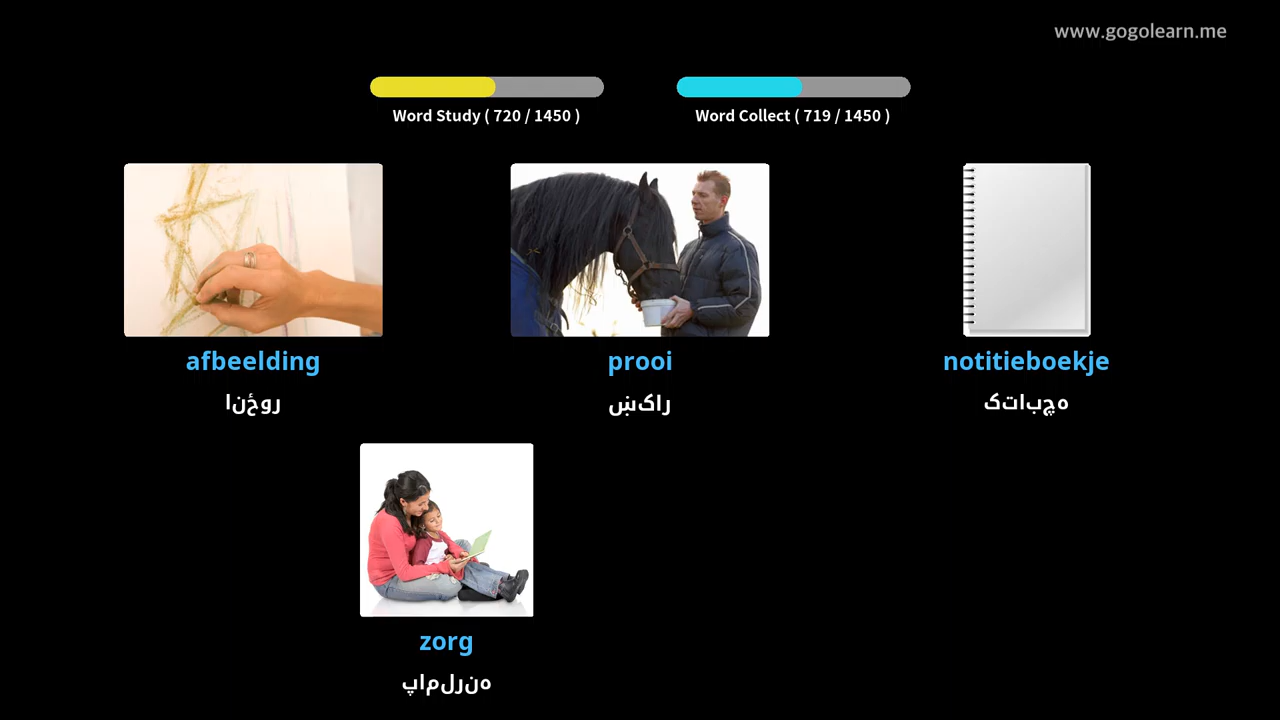 www.gogolearn.me
Word Study ( 720 / 1450 )
Word Collect ( 719 / 1450 )
afbeelding
انځور
prooi
ښکار
notitieboekje
کتابچه
zorg
پاملرنه